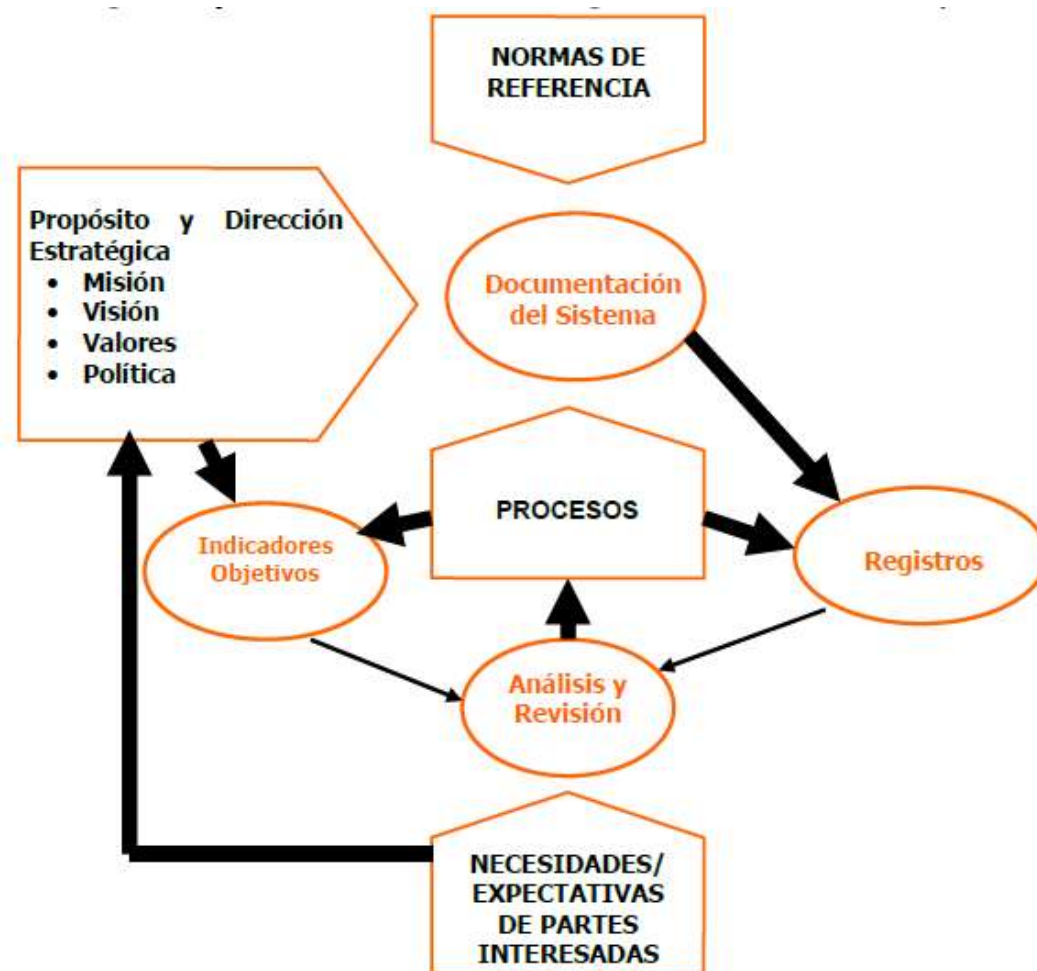 NORMAS DE
REFERENCIA
Propósito y Dirección
Estratégica
• Misión
• Visión
• Valores
• Política
Documentación
del Sistema
PROCESOS
Indicadores
Objetivos
Registros
Análisis y
Revisión
NECESIDADES/
EXPECTATIVAS
DE PARTES
INTERESADAS